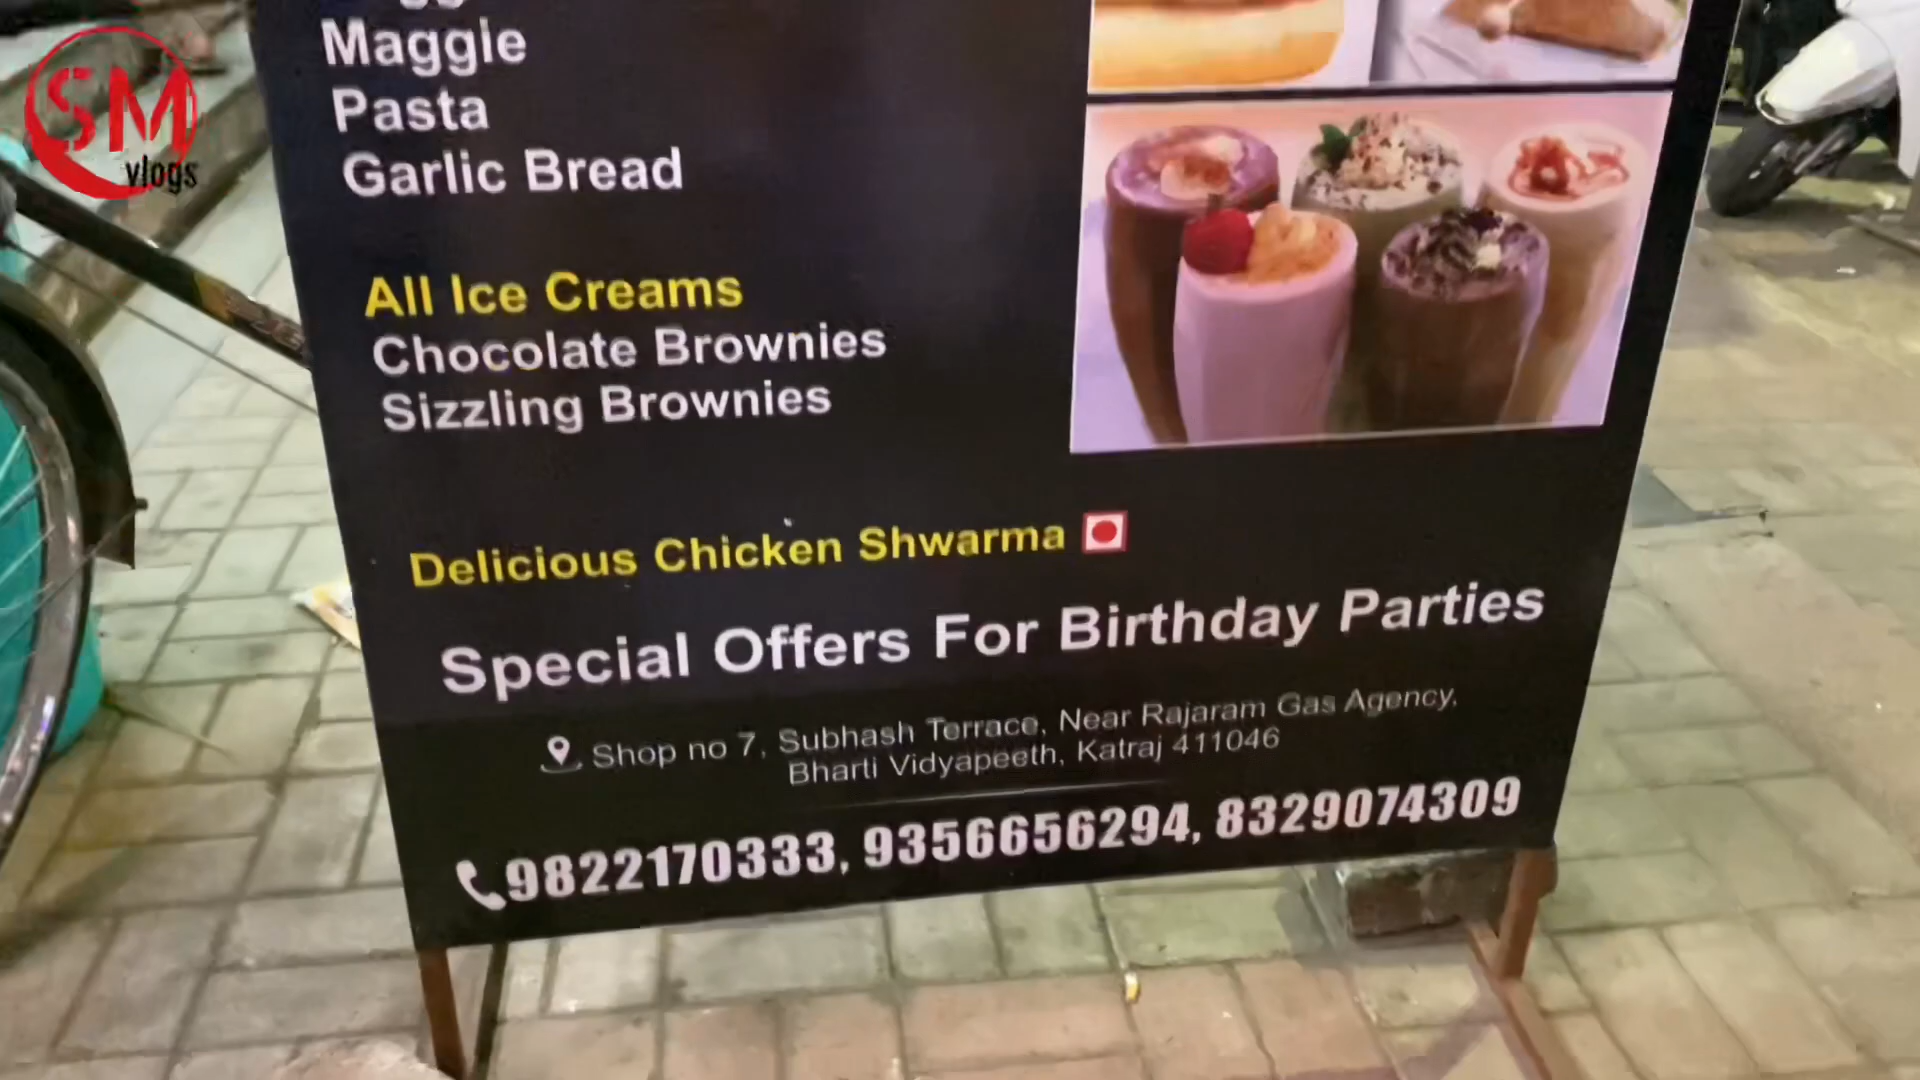 SM
vlogs
Maggie
Pasta
Garlic Bread
All Ice Creams
Chocolate Brownies
Sizzling Brownies
Delicious Chicken Shwarma
Special Offers For Birthday Parties
Shop no 7, Subhash Terrace, Near Rajaram Gas Agency,
Bharti Vidyapeeth, Katraj 411046
9822170333, 9356656294, 8329074309